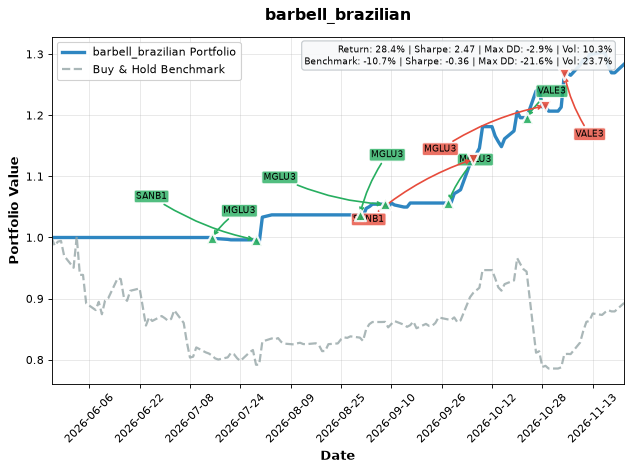 barbell_brazilian
barbell_brazilian Portfolio
Buy & Hold Benchmark
Return: 28.4% | Sharpe: 2.47 | Max DD: -2.9% | Vol: 10.3%
Benchmark: -10.7% | Sharpe: -0.36 | Max DD: -21.6% | Vol: 23.7%
Portfolio Value
1.3
1.2
1.1
1.0
0.9
0.8
VALE3
VALE3
MGLU3
MGLU3
MGLU3
SANB1
MGLU3
2026-06-06
2026-06-22
2026-07-08
2026-07-24
2026-08-09
2026-08-25
2026-09-10
2026-09-26
2026-10-12
2026-10-28
2026-11-13
Date